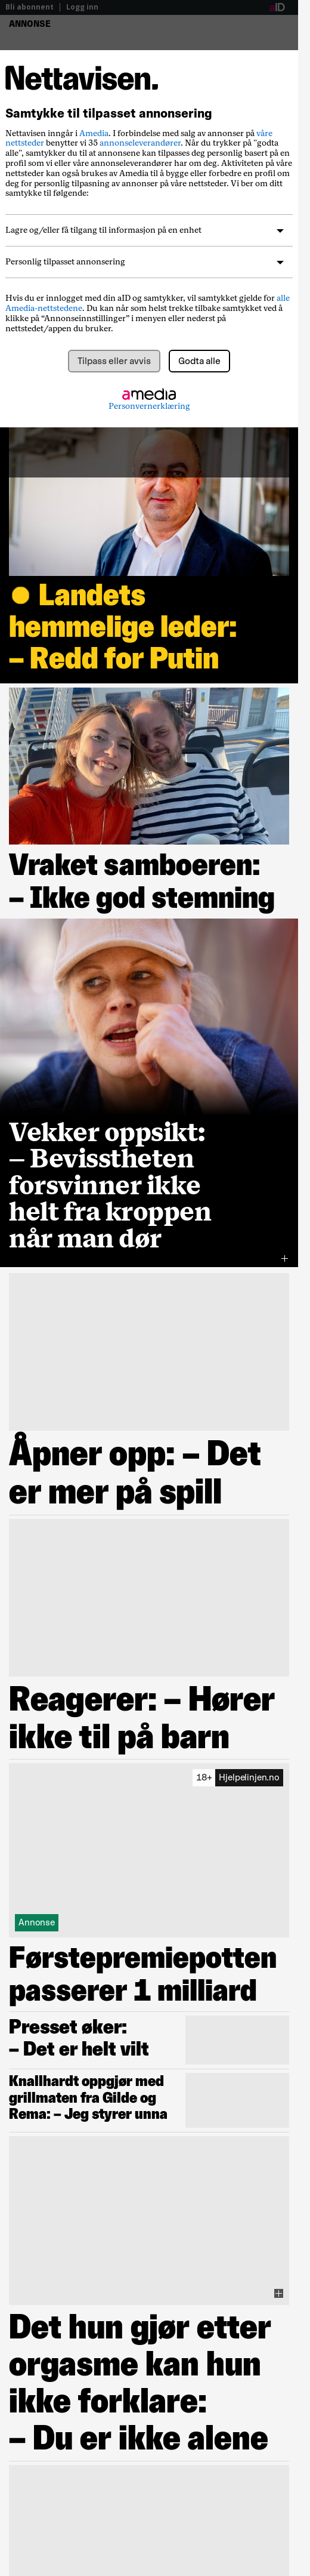 Bli abonnent | Logg inn
aID
ANNONSE
Nettavisen.
Samtykke til tilpasset annonsering
Nettavisen inngår i Amedia. I forbindelse med salg av annonser på våre
nettsteder benytter vi 35 annonseleverandører. Når du trykker på "godta
alle", samtykker du til at annonsene kan tilpasses deg personlig basert på en
profil som vi eller våre annonseleverandører har om deg. Aktiviteten på våre
nettsteder kan også brukes av Amedia til å bygge eller forbedre en profil om
deg for personlig tilpasning av annonser på våre nettsteder. Vi ber om ditt
samtykke til følgende:
Lagre og/eller få tilgang til informasjon på en enhet
Personlig tilpasset annonsering
Hvis du er innlogget med din aID og samtykker, vil samtykket gjelde for alle
Amedia-nettstedene. Du kan når som helst trekke tilbake samtykket ved å
klikke på “Annonseinnstillinger” i menyen eller nederst på
nettstedet/appen du bruker.
Tilpass eller avvis
Godta alle
amedia
Personvernerklæring
Landets
hemmelige leder:
– Redd for Putin
Vraket samboeren:
– Ikke god stemning
Vekker oppsikt:
– Bevisstheten
forsvinner ikke
helt fra kroppen
når man dør
Åpner opp: – Det
er mer på spill
Reagerer: – Hører
ikke til på barn
18+ Hjelpelinjen.no
Annonse
Førstepremiepotten
passerer 1 milliard
Presset øker:
– Det er helt vilt
Knallhardt oppgjør med
grillmaten fra Gilde og
Rema: – Jeg styrer unna
Det hun gjør etter
orgasme kan hun
ikke forklare:
– Du er ikke alene